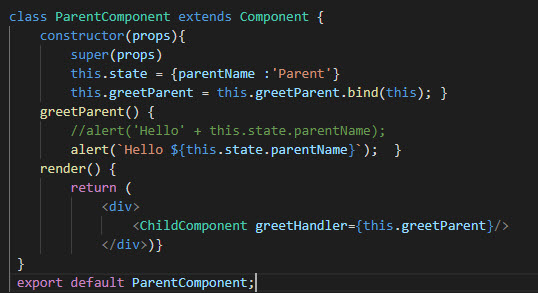 class ParentComponent extends Component {
    constructor(props){
        super(props)
        this.state = {parentName :'Parent'}
        this.greetParent = this.greetParent.bind(this); }
    greetParent() {
        //alert('Hello' + this.state.parentName);
        alert(`Hello ${this.state.parentName}`);  }
    render() {
        return (
            <div>
                <ChildComponent greetHandler={this.greetParent}/>
            </div>)}
 }
 export default ParentComponent;